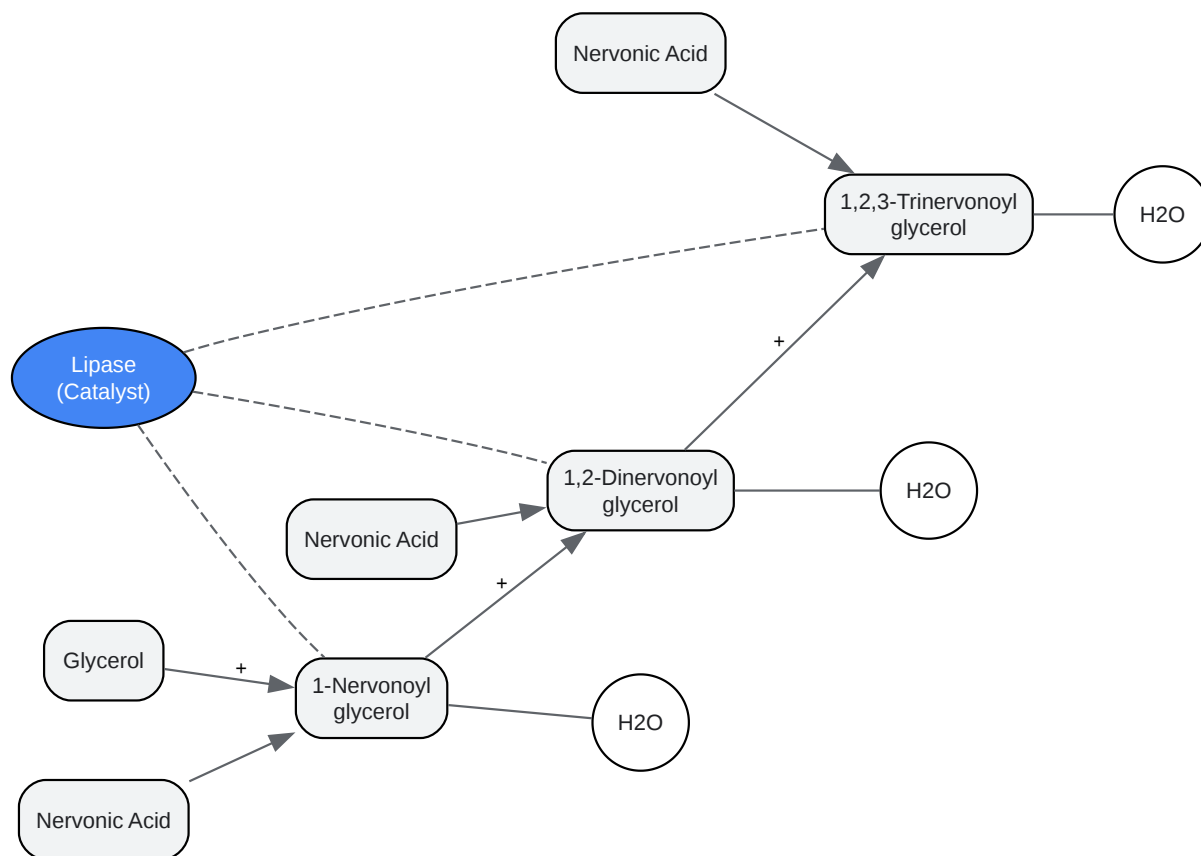 Nervonic Acid
1,2,3-Trinervonoyl
glycerol
H2O
+
Lipase
(Catalyst)
1,2-Dinervonoyl
glycerol
H2O
Nervonic Acid
+
Glycerol
+
1-Nervonoyl
glycerol
H2O
Nervonic Acid